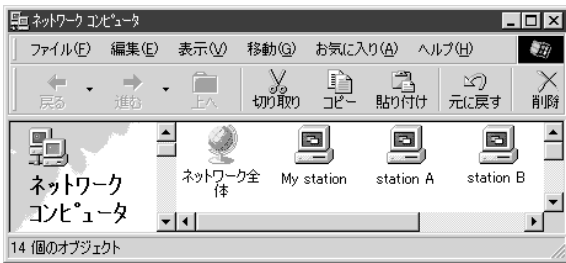 ネットワーク コンピュータ
ファイル(F) 編集(E) 表示(V) 移動(G) お気に入り(A) ヘルプ(H)
戻る 進む 上へ 切り取り コピー 貼り付け 元に戻す 削除
ネットワーク
コンピュータ
ネットワーク全
体
My station
station A
station B
14 個のオブジェクト